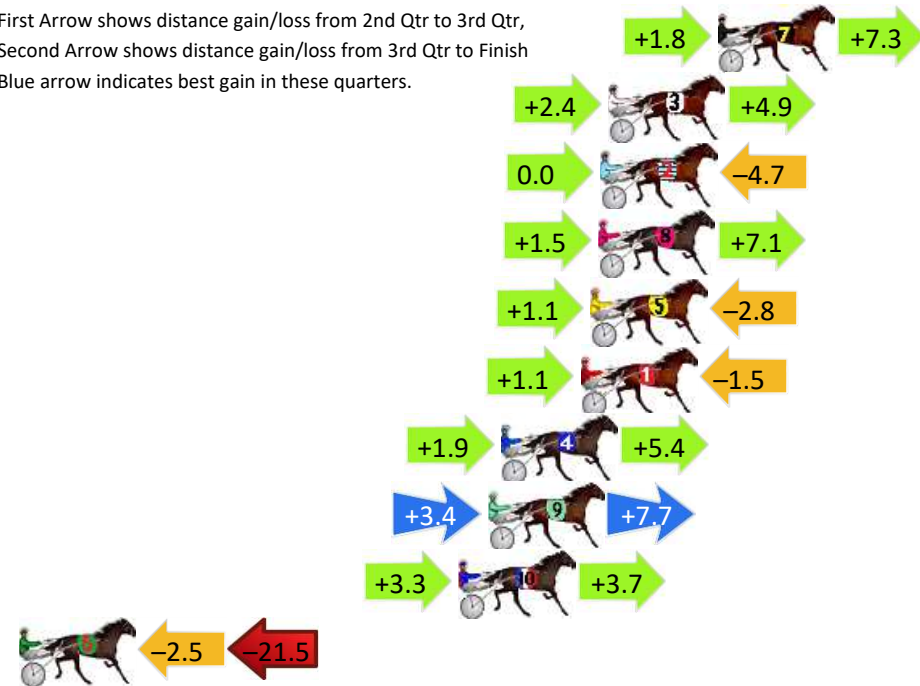 First Arrow shows distance gain/loss from 2nd Qtr to 3rd Qtr,
Second Arrow shows distance gain/loss from 3rd Qtr to Finish
Blue arrow indicates best gain in these quarters.
+1.8 7 +7.3
+2.4 3 +4.9
0.0 2 –4.7
+1.5 8 +7.1
+1.1 5 –2.8
+1.1 1 –1.5
+1.9 4 +5.4
+3.4 9 +7.7
+3.3 10 +3.7
6 –2.5 –21.5